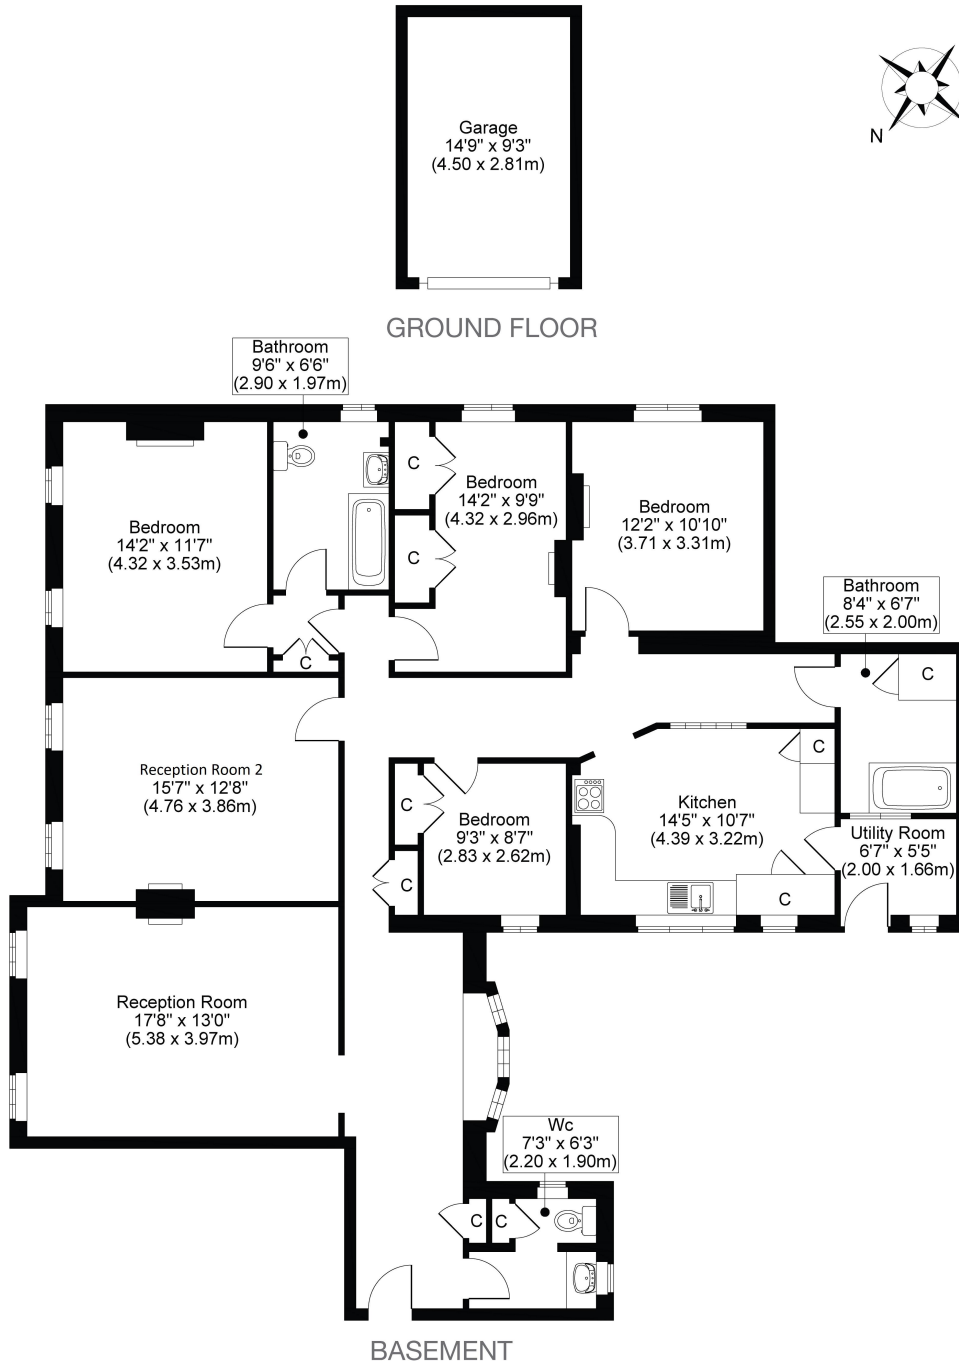 Garage
14'9" x 9'3"
(4.50 x 2.81m)
N
GROUND FLOOR
Bathroom
9'6" x 6'6"
(2.90 x 1.97m)
C
Bedroom
14'2" x 9'9"
(4.32 x 2.96m)
Bedroom
12'2" x 10'10"
(3.71 x 3.31m)
Bedroom
14'2" x 11'7"
(4.32 x 3.53m)
C
Bathroom
8'4" x 6'7"
(2.55 x 2.00m)
C
C
C
Reception Room 2
15'7" x 12'8"
(4.76 x 3.86m)
C
Bedroom
9'3" x 8'7"
(2.83 x 2.62m)
Kitchen
14'5" x 10'7"
(4.39 x 3.22m)
Utility Room
6'7" x 5'5"
(2.00 x 1.66m)
C
C
Reception Room
17'8" x 13'0"
(5.38 x 3.97m)
Wc
7'3" x 6'3"
(2.20 x 1.90m)
C
C
BASEMENT